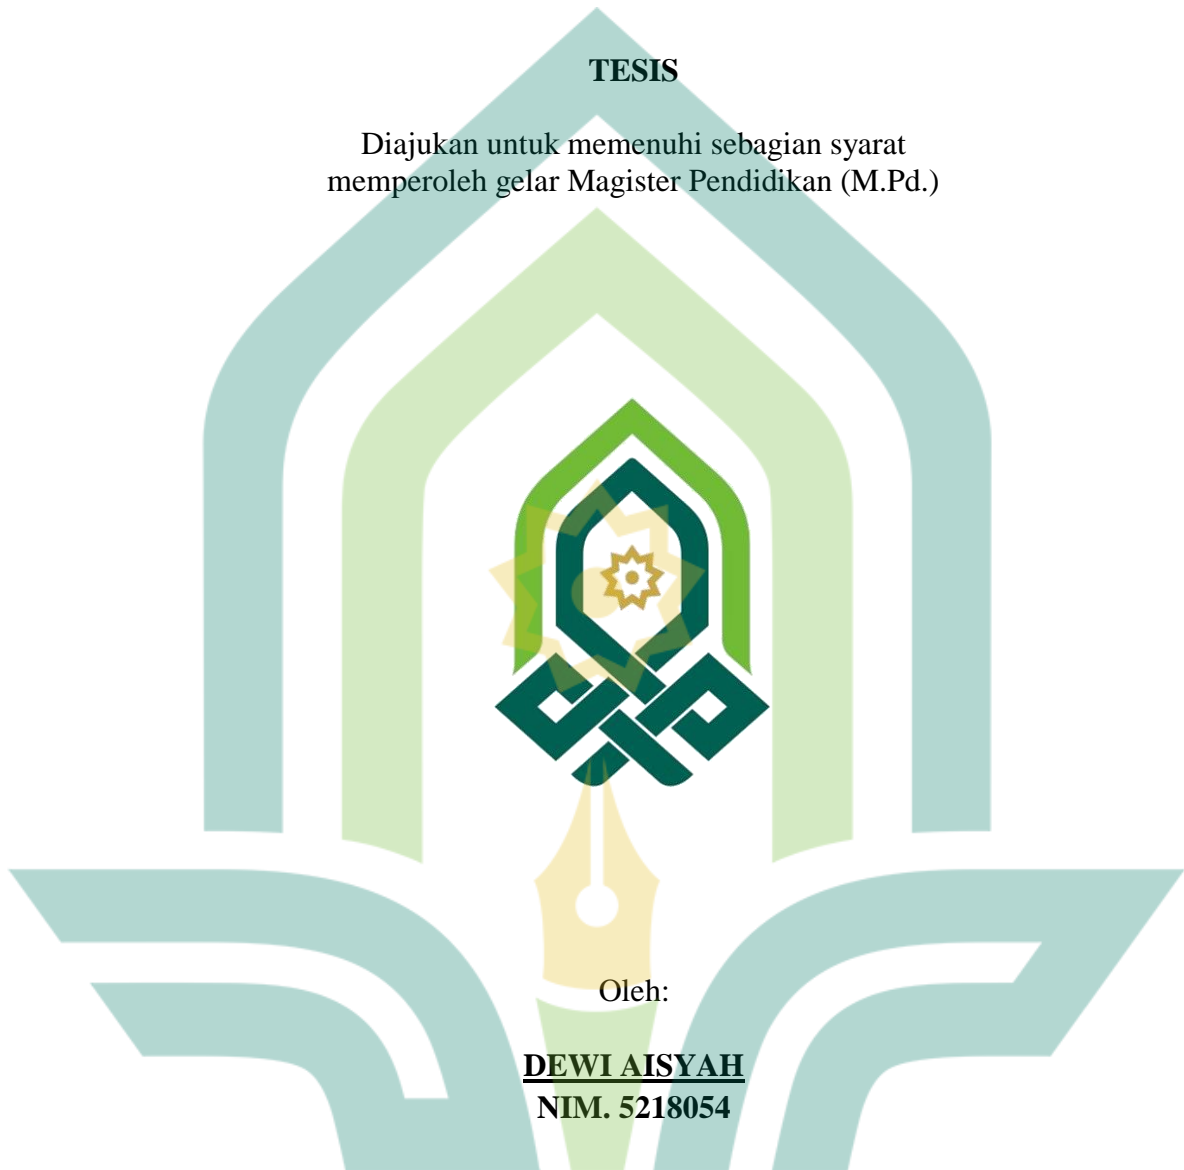 TESIS
Diajukan untuk memenuhi sebagian syarat
memperoleh gelar Magister Pendidikan (M.Pd.)
Oleh:
DEWI AISYAH
NIM. 5218054